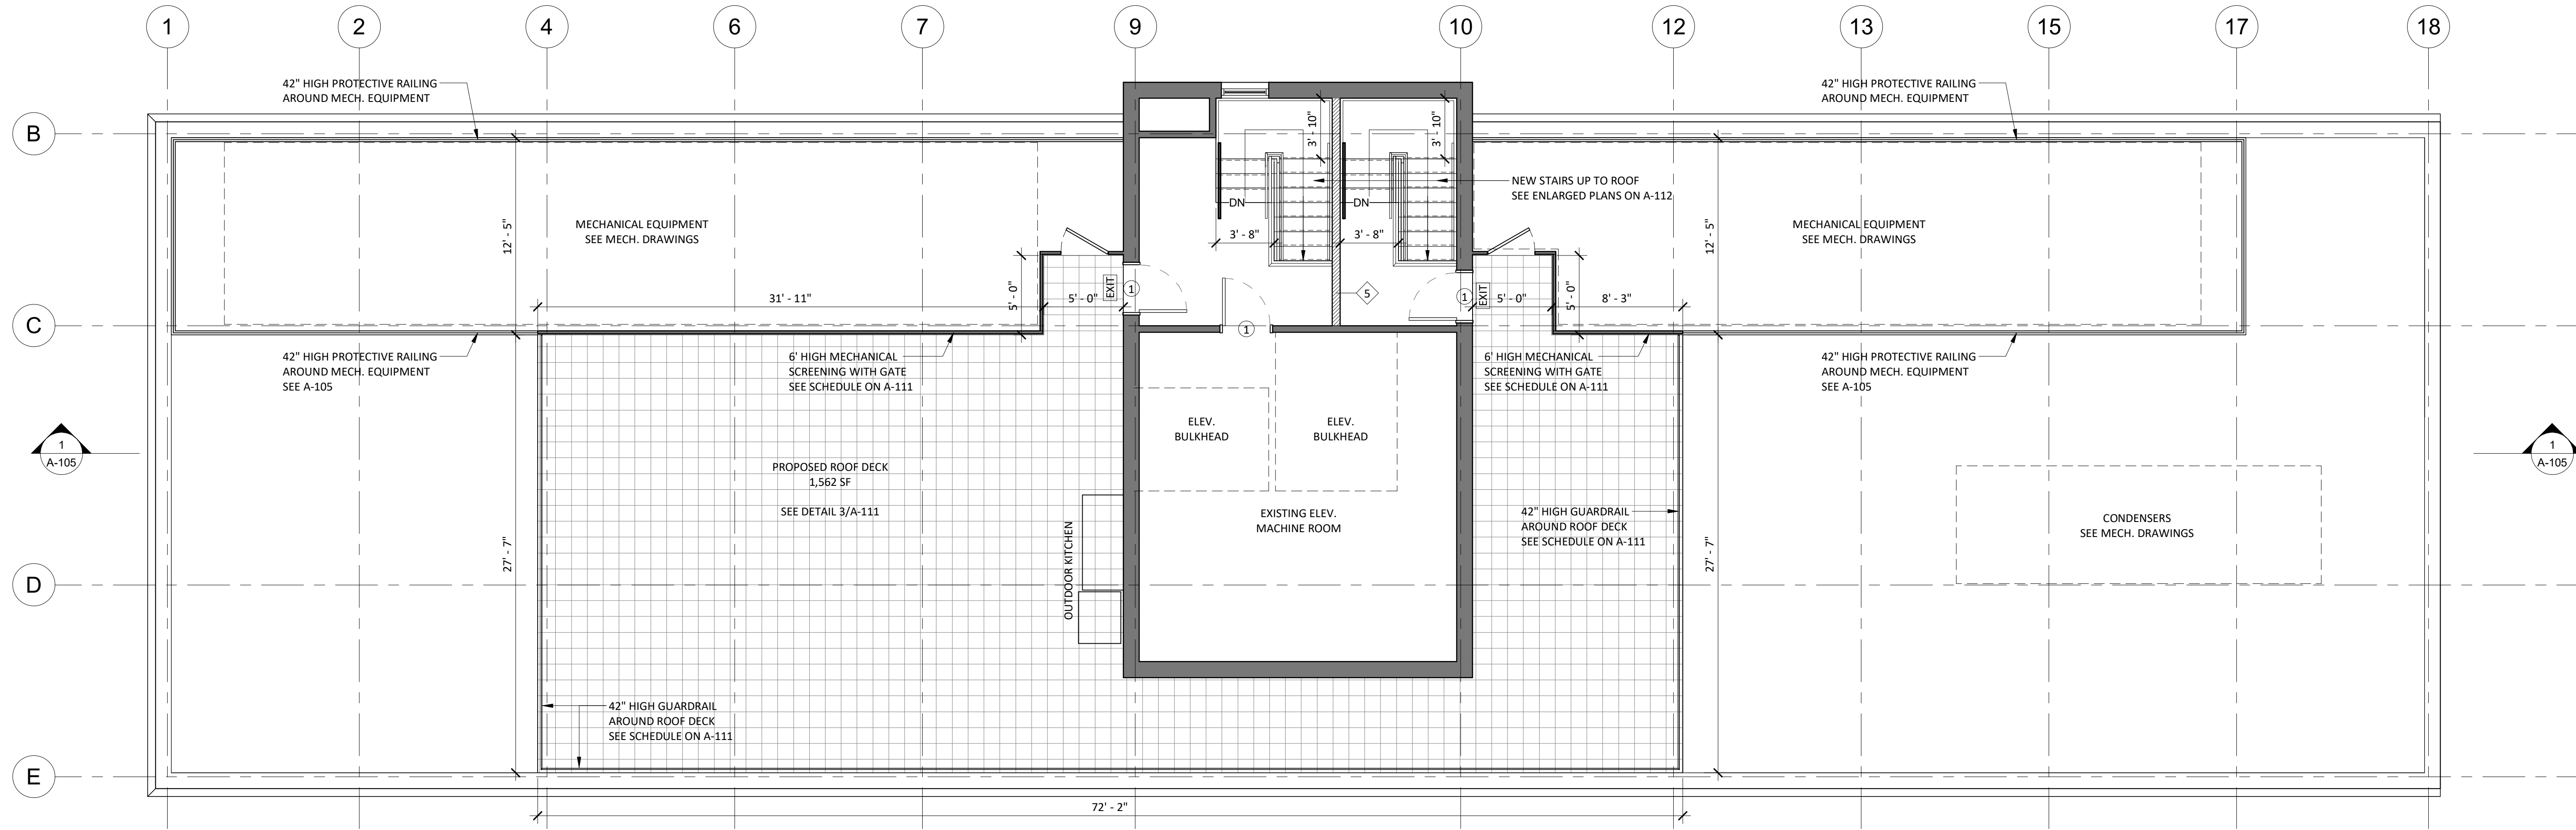 1
2
4
6
7
9
10
12
13
15
17
18
B
C
D
E
42" HIGH PROTECTIVE RAILING
AROUND MECH. EQUIPMENT
42" HIGH PROTECTIVE RAILING
AROUND MECH. EQUIPMENT
3' - 10"
3' - 10"
NEW STAIRS UP TO ROOF
SEE ENLARGED PLANS ON A-112
DN
DN
MECHANICAL EQUIPMENT
SEE MECH. DRAWINGS
12' - 5"
3' - 8"
3' - 8"
12' - 5"
MECHANICAL EQUIPMENT
SEE MECH. DRAWINGS
31' - 11"
5' - 0"
5' - 0"
EXIT
1
5
1
EXIT
5' - 0"
5' - 0"
8' - 3"
1
42" HIGH PROTECTIVE RAILING
AROUND MECH. EQUIPMENT
SEE A-105
6' HIGH MECHANICAL
SCREENING WITH GATE
SEE SCHEDULE ON A-111
6' HIGH MECHANICAL
SCREENING WITH GATE
SEE SCHEDULE ON A-111
42" HIGH PROTECTIVE RAILING
AROUND MECH. EQUIPMENT
SEE A-105
1
A-105
ELEV.
BULKHEAD
ELEV.
BULKHEAD
1
A-105
PROPOSED ROOF DECK
1,562 SF
SEE DETAIL 3/A-111
EXISTING ELEV.
MACHINE ROOM
42" HIGH GUARDRAIL
AROUND ROOF DECK
SEE SCHEDULE ON A-111
CONDENSERS
SEE MECH. DRAWINGS
27' - 7"
OUTDOOR KITCHEN
27' - 7"
42" HIGH GUARDRAIL
AROUND ROOF DECK
SEE SCHEDULE ON A-111
72' - 2"